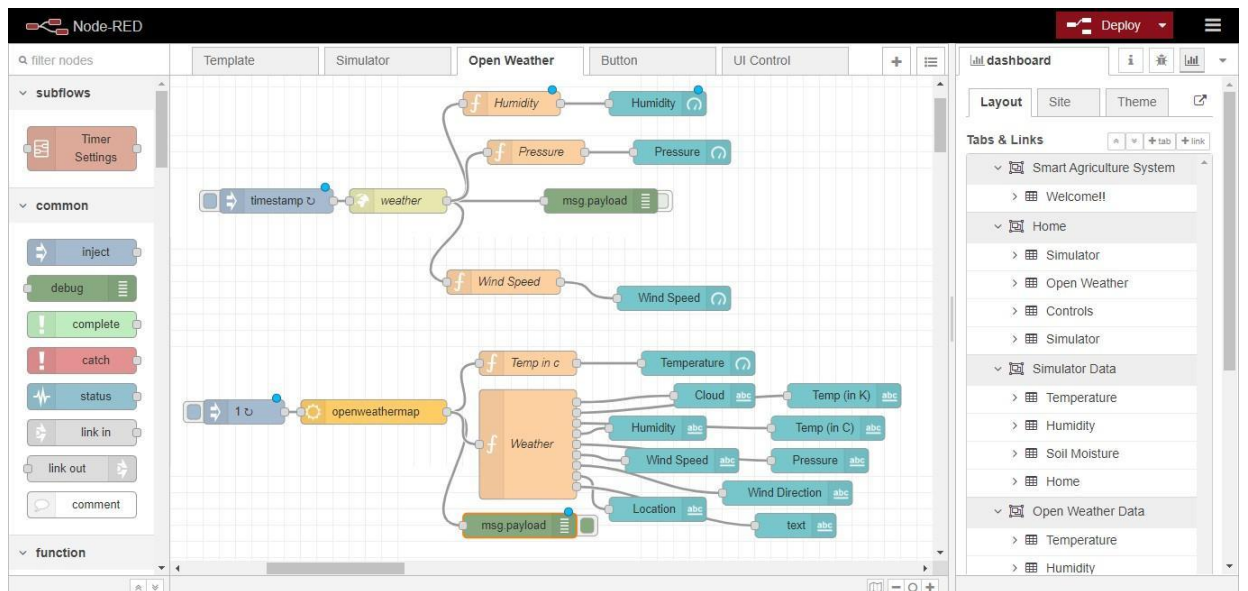 Node-RED
Deploy
filter nodes
Template
Simulator
Open Weather
Button
UI Control
dashboard
i
subflows
Timer
Settings
common
inject
debug
complete
catch
status
link in
link out
comment
function
Humidity
Humidity
Pressure
Pressure
timestamp ↻
weather
msg.payload
Wind Speed
Wind Speed
Temp in c
Temperature
1 ↻
openweathermap
Weather
Cloud abc
Temp (in K) abc
Humidity abc
Temp (in C) abc
Wind Speed abc
Pressure abc
Wind Direction abc
Location abc
msg.payload
text abc
Layout
Site
Theme
Tabs & Links
+ tab
+ link
Smart Agriculture System
Welcome!!
Home
Simulator
Open Weather
Controls
Simulator
Simulator Data
Temperature
Humidity
Soil Moisture
Home
Open Weather Data
Temperature
Humidity